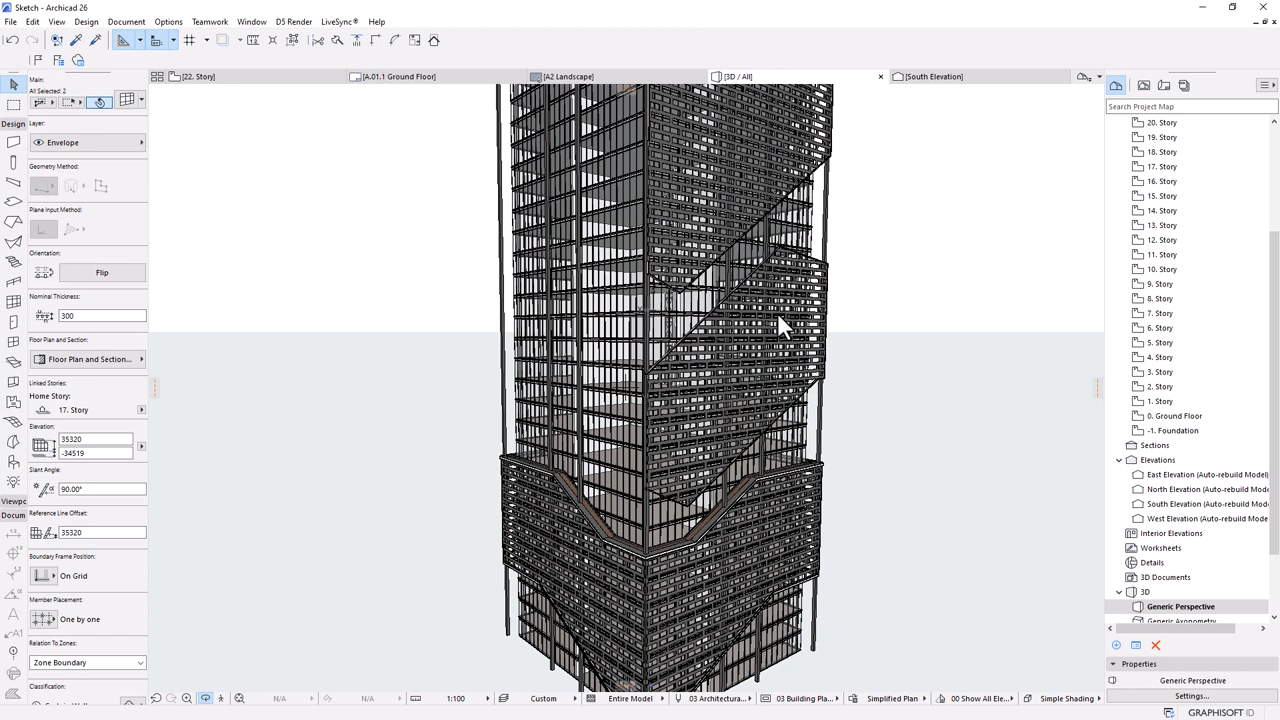 Sketch - Archicad 26
File Edit View Design Options Teamwork Window D5 Render LiveSync® Help
[22. Story] [A.01.1 Ground Floor] [A2 Landscape] [3D / All] [South Elevation]
Main:
All Selected: 2
Design
Layer:
Envelope
Geometry Method:
Plane Input Method:
Orientation:
Flip
Nominal Thickness:
300
Floor Plan and Section:
Floor Plan and Section...
Linked Stories:
Home Story:
17. Story
Elevation:
35320
-34519
Slant Angle:
90.00°
Viewpc
Reference Line Offset:
Docum
35320
Boundary Frame Position:
On Grid
Member Placement:
One by one
Relation To Zones:
Zone Boundary
Classification:
Search Project Map
20. Story
19. Story
18. Story
17. Story
16. Story
15. Story
14. Story
13. Story
12. Story
11. Story
10. Story
9. Story
8. Story
7. Story
6. Story
5. Story
4. Story
3. Story
2. Story
1. Story
0. Ground Floor
-1. Foundation
Sections
Elevations
East Elevation (Auto-rebuild Model)
North Elevation (Auto-rebuild Mode
South Elevation (Auto-rebuild Mode
West Elevation (Auto-rebuild Mode
Interior Elevations
Worksheets
Details
3D Documents
3D
Generic Perspective
Generic Axonometry
Properties
Generic Perspective
Settings...
N/A N/A 1:100 Custom Entire Model 03 Architectura... 03 Building Pla... Simplified Plan 00 Show All Ele... Simple Shading
GRAPHISOFT ID